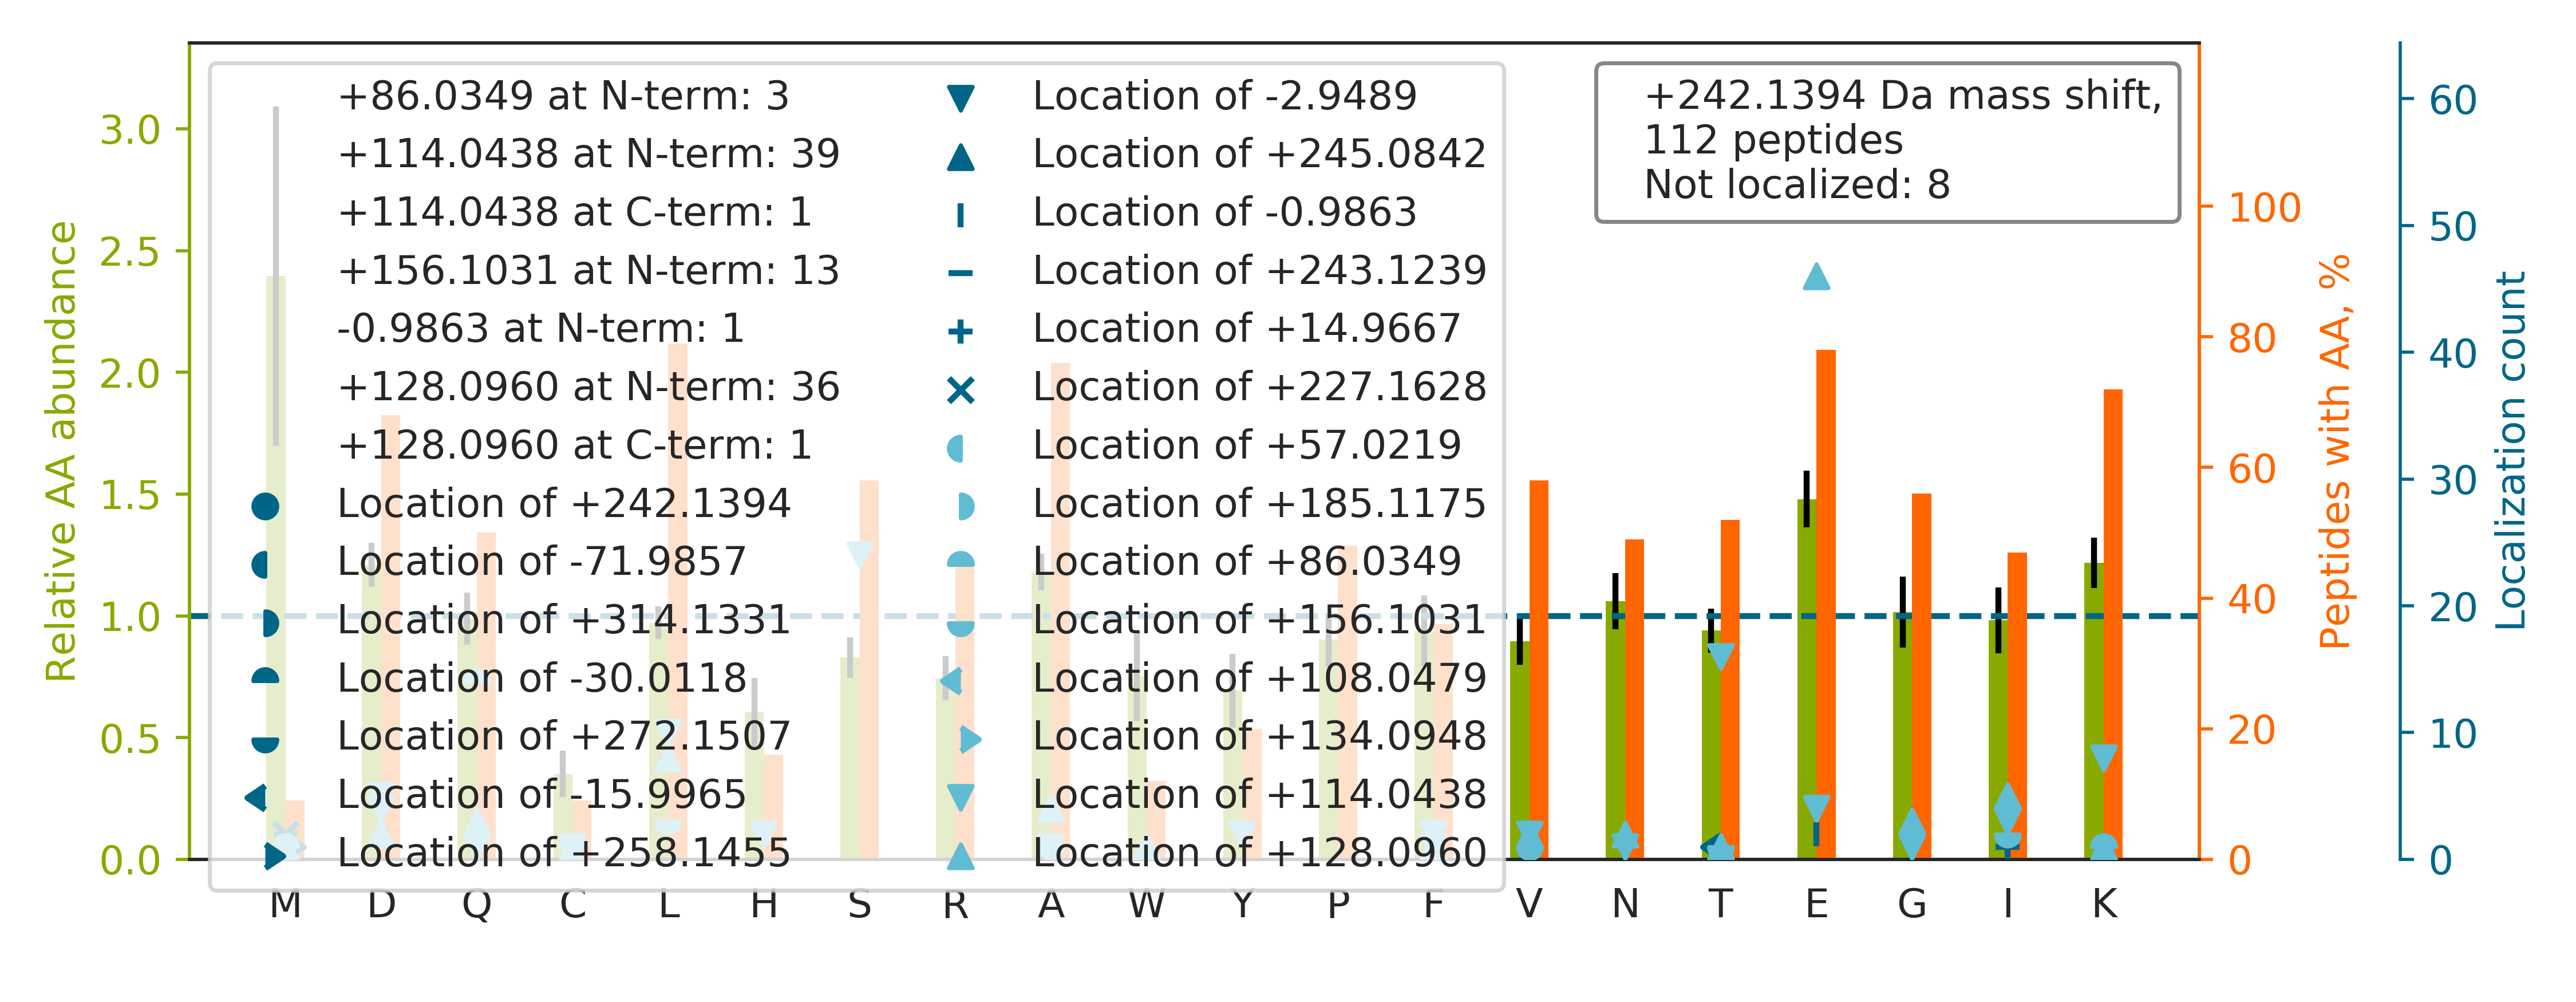 +86.0349 at N-term: 3
+114.0438 at N-term: 39
+114.0438 at C-term: 1
+156.1031 at N-term: 13
-0.9863 at N-term: 1
+128.0960 at N-term: 36
+128.0960 at C-term: 1
Location of +242.1394
Location of -71.9857
Location of +314.1331
Location of -30.0118
Location of +272.1507
Location of -15.9965
Location of +258.1455
Location of -2.9489
Location of +245.0842
Location of -0.9863
Location of +243.1239
Location of +14.9667
Location of +227.1628
Location of +57.0219
Location of +185.1175
Location of +86.0349
Location of +156.1031
Location of +108.0479
Location of +134.0948
Location of +114.0438
Location of +128.0960
+242.1394 Da mass shift,
112 peptides
Not localized: 8
Relative AA abundance
3.0
2.5
2.0
1.5
1.0
0.5
0.0
M D Q C L H S R A W Y P F V N T E G I K
100
80
60
40
20
0
Peptides with AA, %
60
50
40
30
20
10
0
Localization count